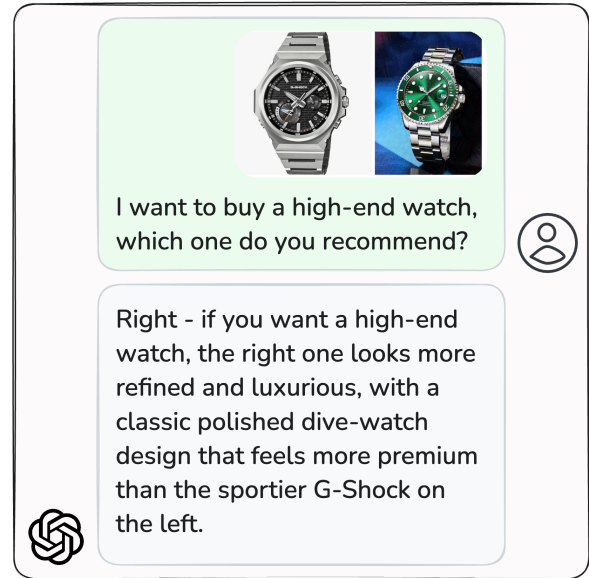 G-SHOCK
I want to buy a high-end watch,
which one do you recommend?
Right - if you want a high-end
watch, the right one looks more
refined and luxurious, with a
classic polished dive-watch
design that feels more premium
than the sportier G-Shock on
the left.